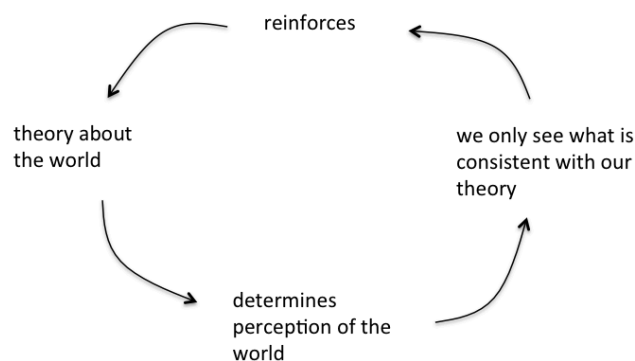 reinforces
theory about
the world
we only see what is
consistent with our
theory
determines
perception of the
world